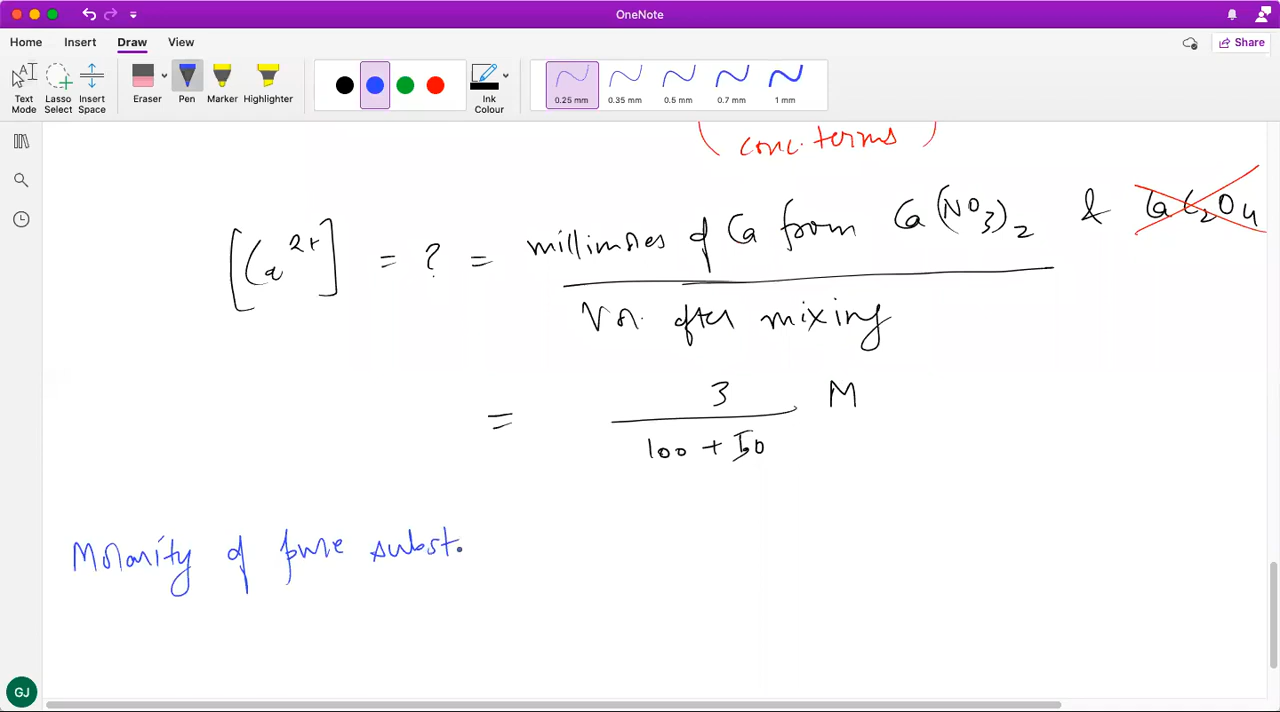 OneNote
Home Insert Draw View Share
Text Mode Lasso Select Insert Space Eraser Pen Marker Highlighter Ink Colour 0.25 mm 0.35 mm 0.5 mm 0.7 mm 1 mm
(conc. terms)
[Ca²⁺] = ? = millimoles of Ca from Ca(NO₃)₂ & CaC₂O₄
Vol. after mixing
= 3 M
100 + 50
Molarity of pure subst.
GJ